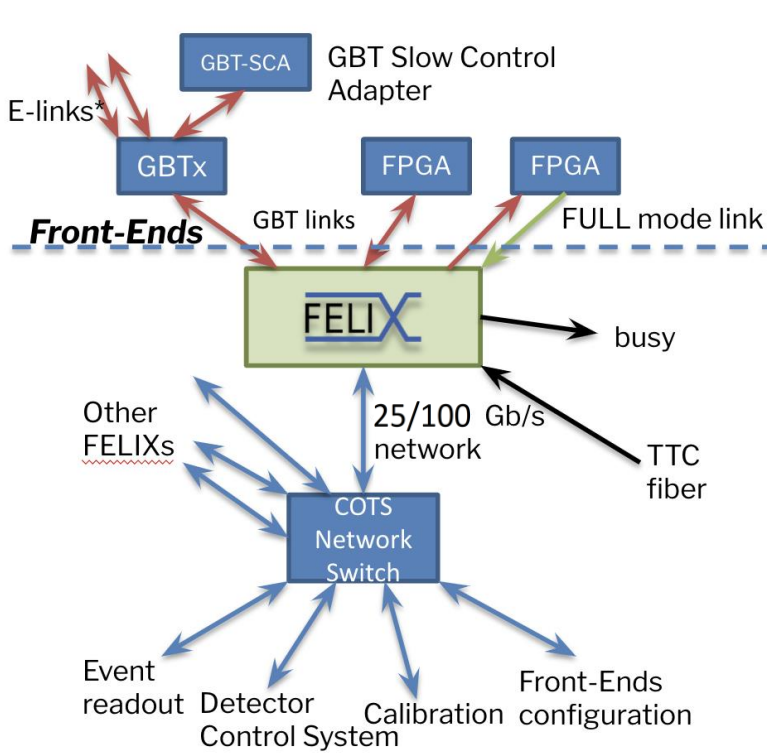 GBT-SCA
GBT Slow Control
Adapter
E-links*
GBTx
FPGA
FPGA
Front-Ends
GBT links
FULL mode link
FELIX
busy
Other
FELIXs
25/100 Gb/s
network
TTC
fiber
COTS
Network
Switch
Event
readout
Detector
Control System
Calibration
Front-Ends
configuration